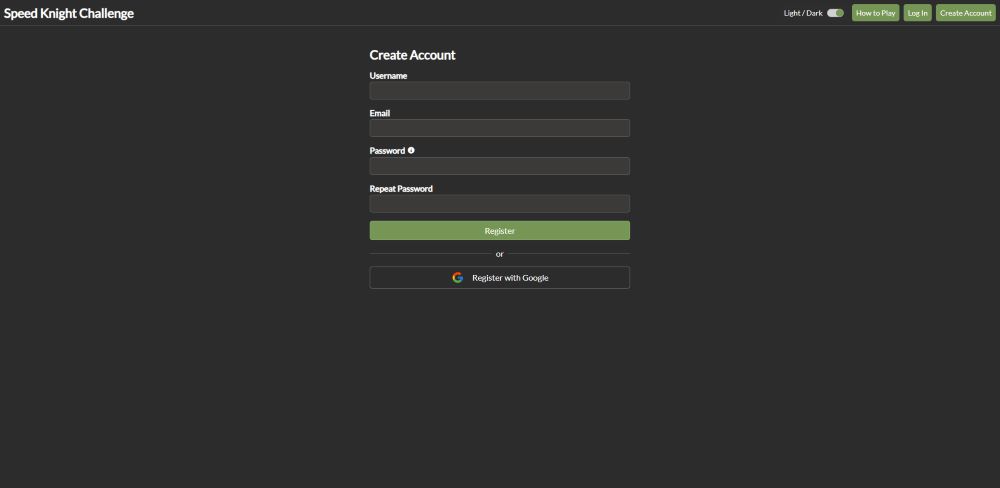 Speed Knight Challenge
Light / Dark
How to Play
Log In
Create Account
Create Account
Username
Email
Password
Repeat Password
Register
or
Register with Google